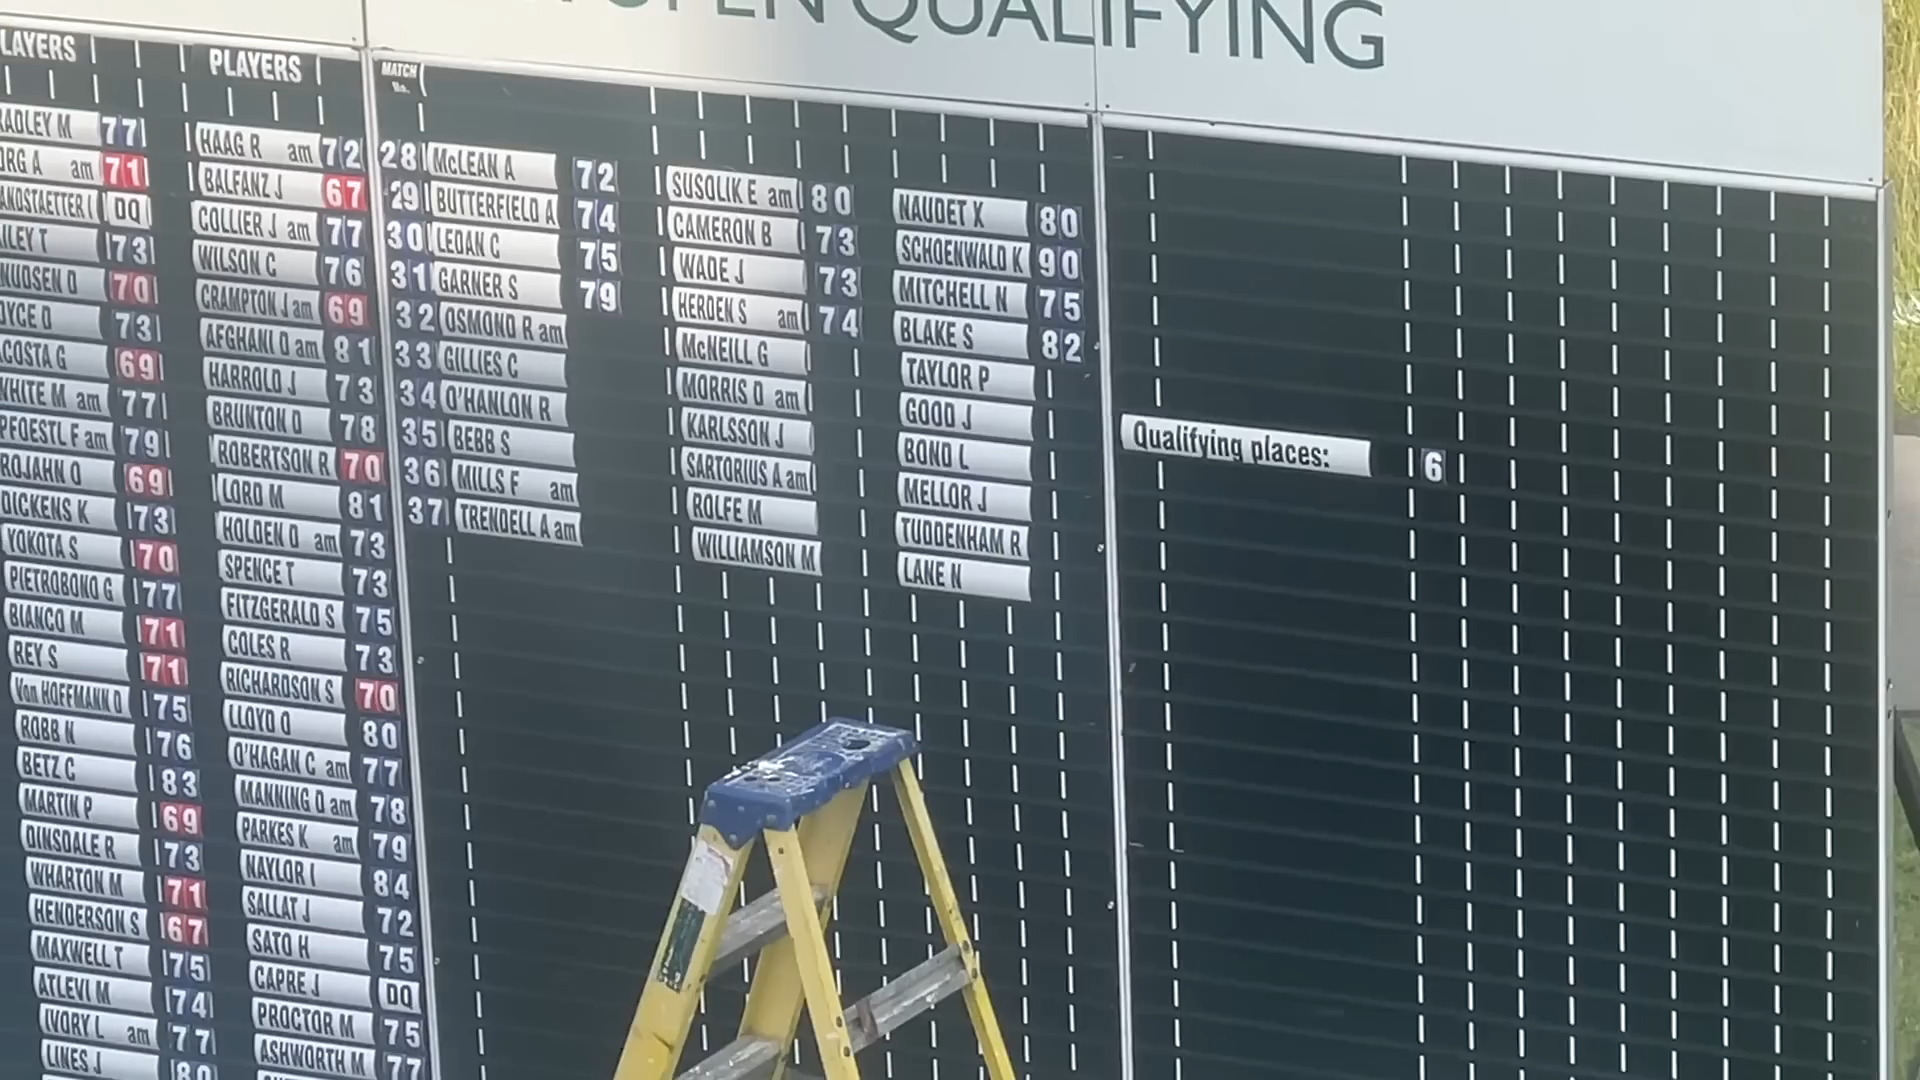 OPEN QUALIFYING
PLAYERS
77
am 71
DQ
73
70
73
69
WHITE M am 77
am 79
69
DICKENS K 73
YOKOTA S 70
PIETROBONO G 77
BIANCO M 71
REY S 71
Von HOFFMANN D 75
ROBB N 76
BETZ C 83
MARTIN P 69
DINSDALE R 73
WHARTON M 71
HENDERSON S 67
MAXWELL T 75
ATLEVI M 74
IVORY L am 77
LINES J 80
PLAYERS
HAAG R am 72
BALFANZ J 67
COLLIER J am 77
WILSON C 76
CRAMPTON J am 69
AFGHANI D am 81
HARROLD J 73
BRUNTON D 78
ROBERTSON R 70
LORD M 81
HOLDEN D am 73
SPENCE T 73
FITZGERALD S 75
COLES R 73
RICHARDSON S 70
LLOYD O 80
O'HAGAN C am 77
MANNING D am 78
PARKES K am 79
NAYLOR I 84
SALLAT J 72
SATO H 75
CAPRE J DQ
PROCTOR M 75
ASHWORTH M 77
MATCH No.
28 McLEAN A 72 SUSOLIK E am 80 NAUDET X 80
29 BUTTERFIELD A 74 CAMERON B 73 SCHOENWALD K 90
30 LEDAN C 75 WADE J 73 MITCHELL N 75
31 GARNER S 79 HERDEN S am 74 BLAKE S 82
32 OSMOND R am McNEILL G TAYLOR P
33 GILLIES C MORRIS D am GOOD J
34 O'HANLON R KARLSSON J BOND L
35 BEBB S SARTORIUS A am MELLOR J
36 MILLS F am ROLFE M TUDDENHAM R
37 TRENDELL A am WILLIAMSON M LANE N
Qualifying places: 6